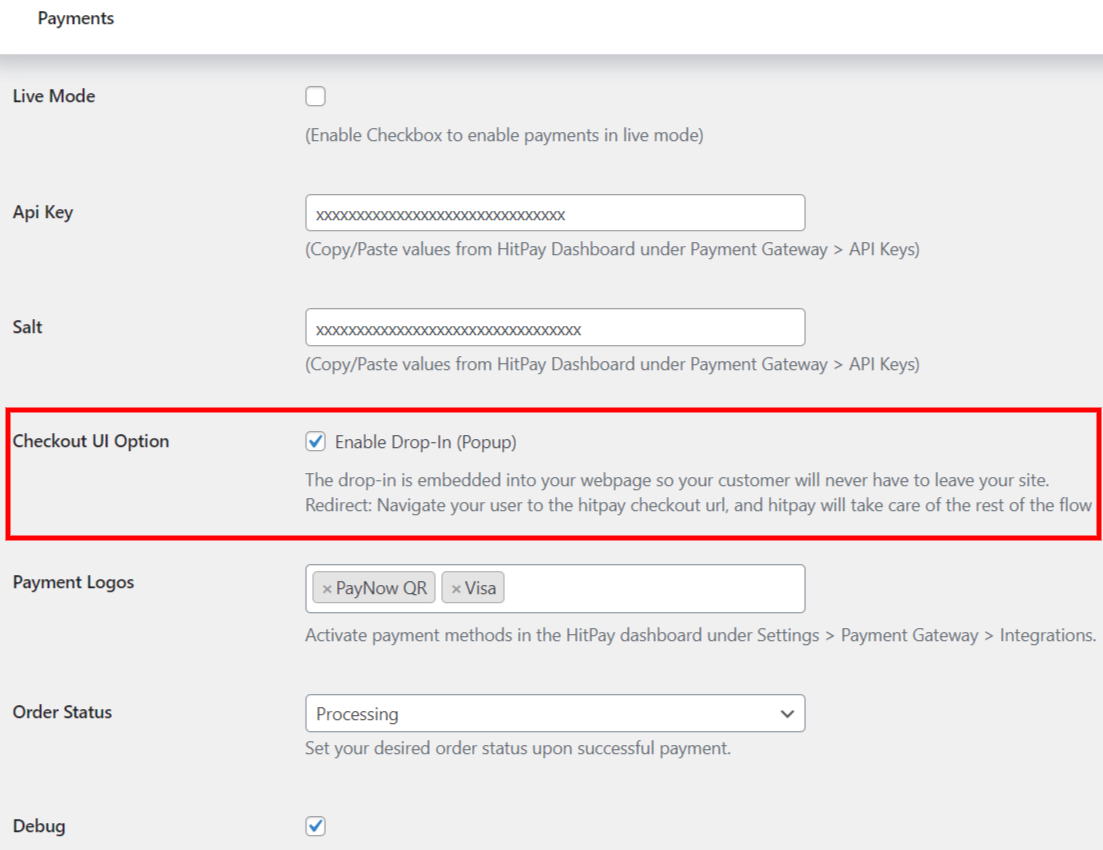 Payments
Live Mode
(Enable Checkbox to enable payments in live mode)
Api Key
xxxxxxxxxxxxxxxxxxxxxxxxxxxxxxx
(Copy/Paste values from HitPay Dashboard under Payment Gateway > API Keys)
Salt
xxxxxxxxxxxxxxxxxxxxxxxxxxxxxxxxx
(Copy/Paste values from HitPay Dashboard under Payment Gateway > API Keys)
Checkout UI Option
Enable Drop-In (Popup)
The drop-in is embedded into your webpage so your customer will never have to leave your site.
Redirect: Navigate your user to the hitpay checkout url, and hitpay will take care of the rest of the flow
Payment Logos
× PayNow QR × Visa
Activate payment methods in the HitPay dashboard under Settings > Payment Gateway > Integrations.
Order Status
Processing
Set your desired order status upon successful payment.
Debug